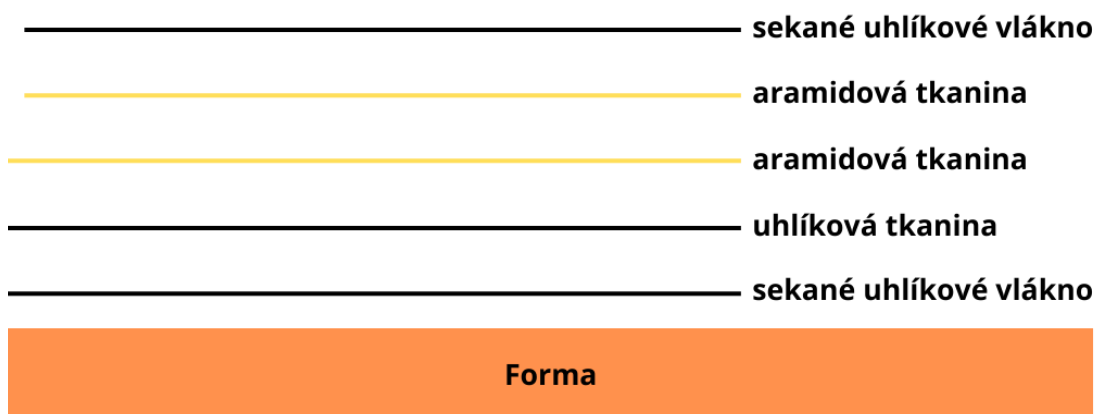 sekané uhlíkové vlákno
aramidová tkanina
aramidová tkanina
uhlíková tkanina
sekané uhlíkové vlákno
Forma